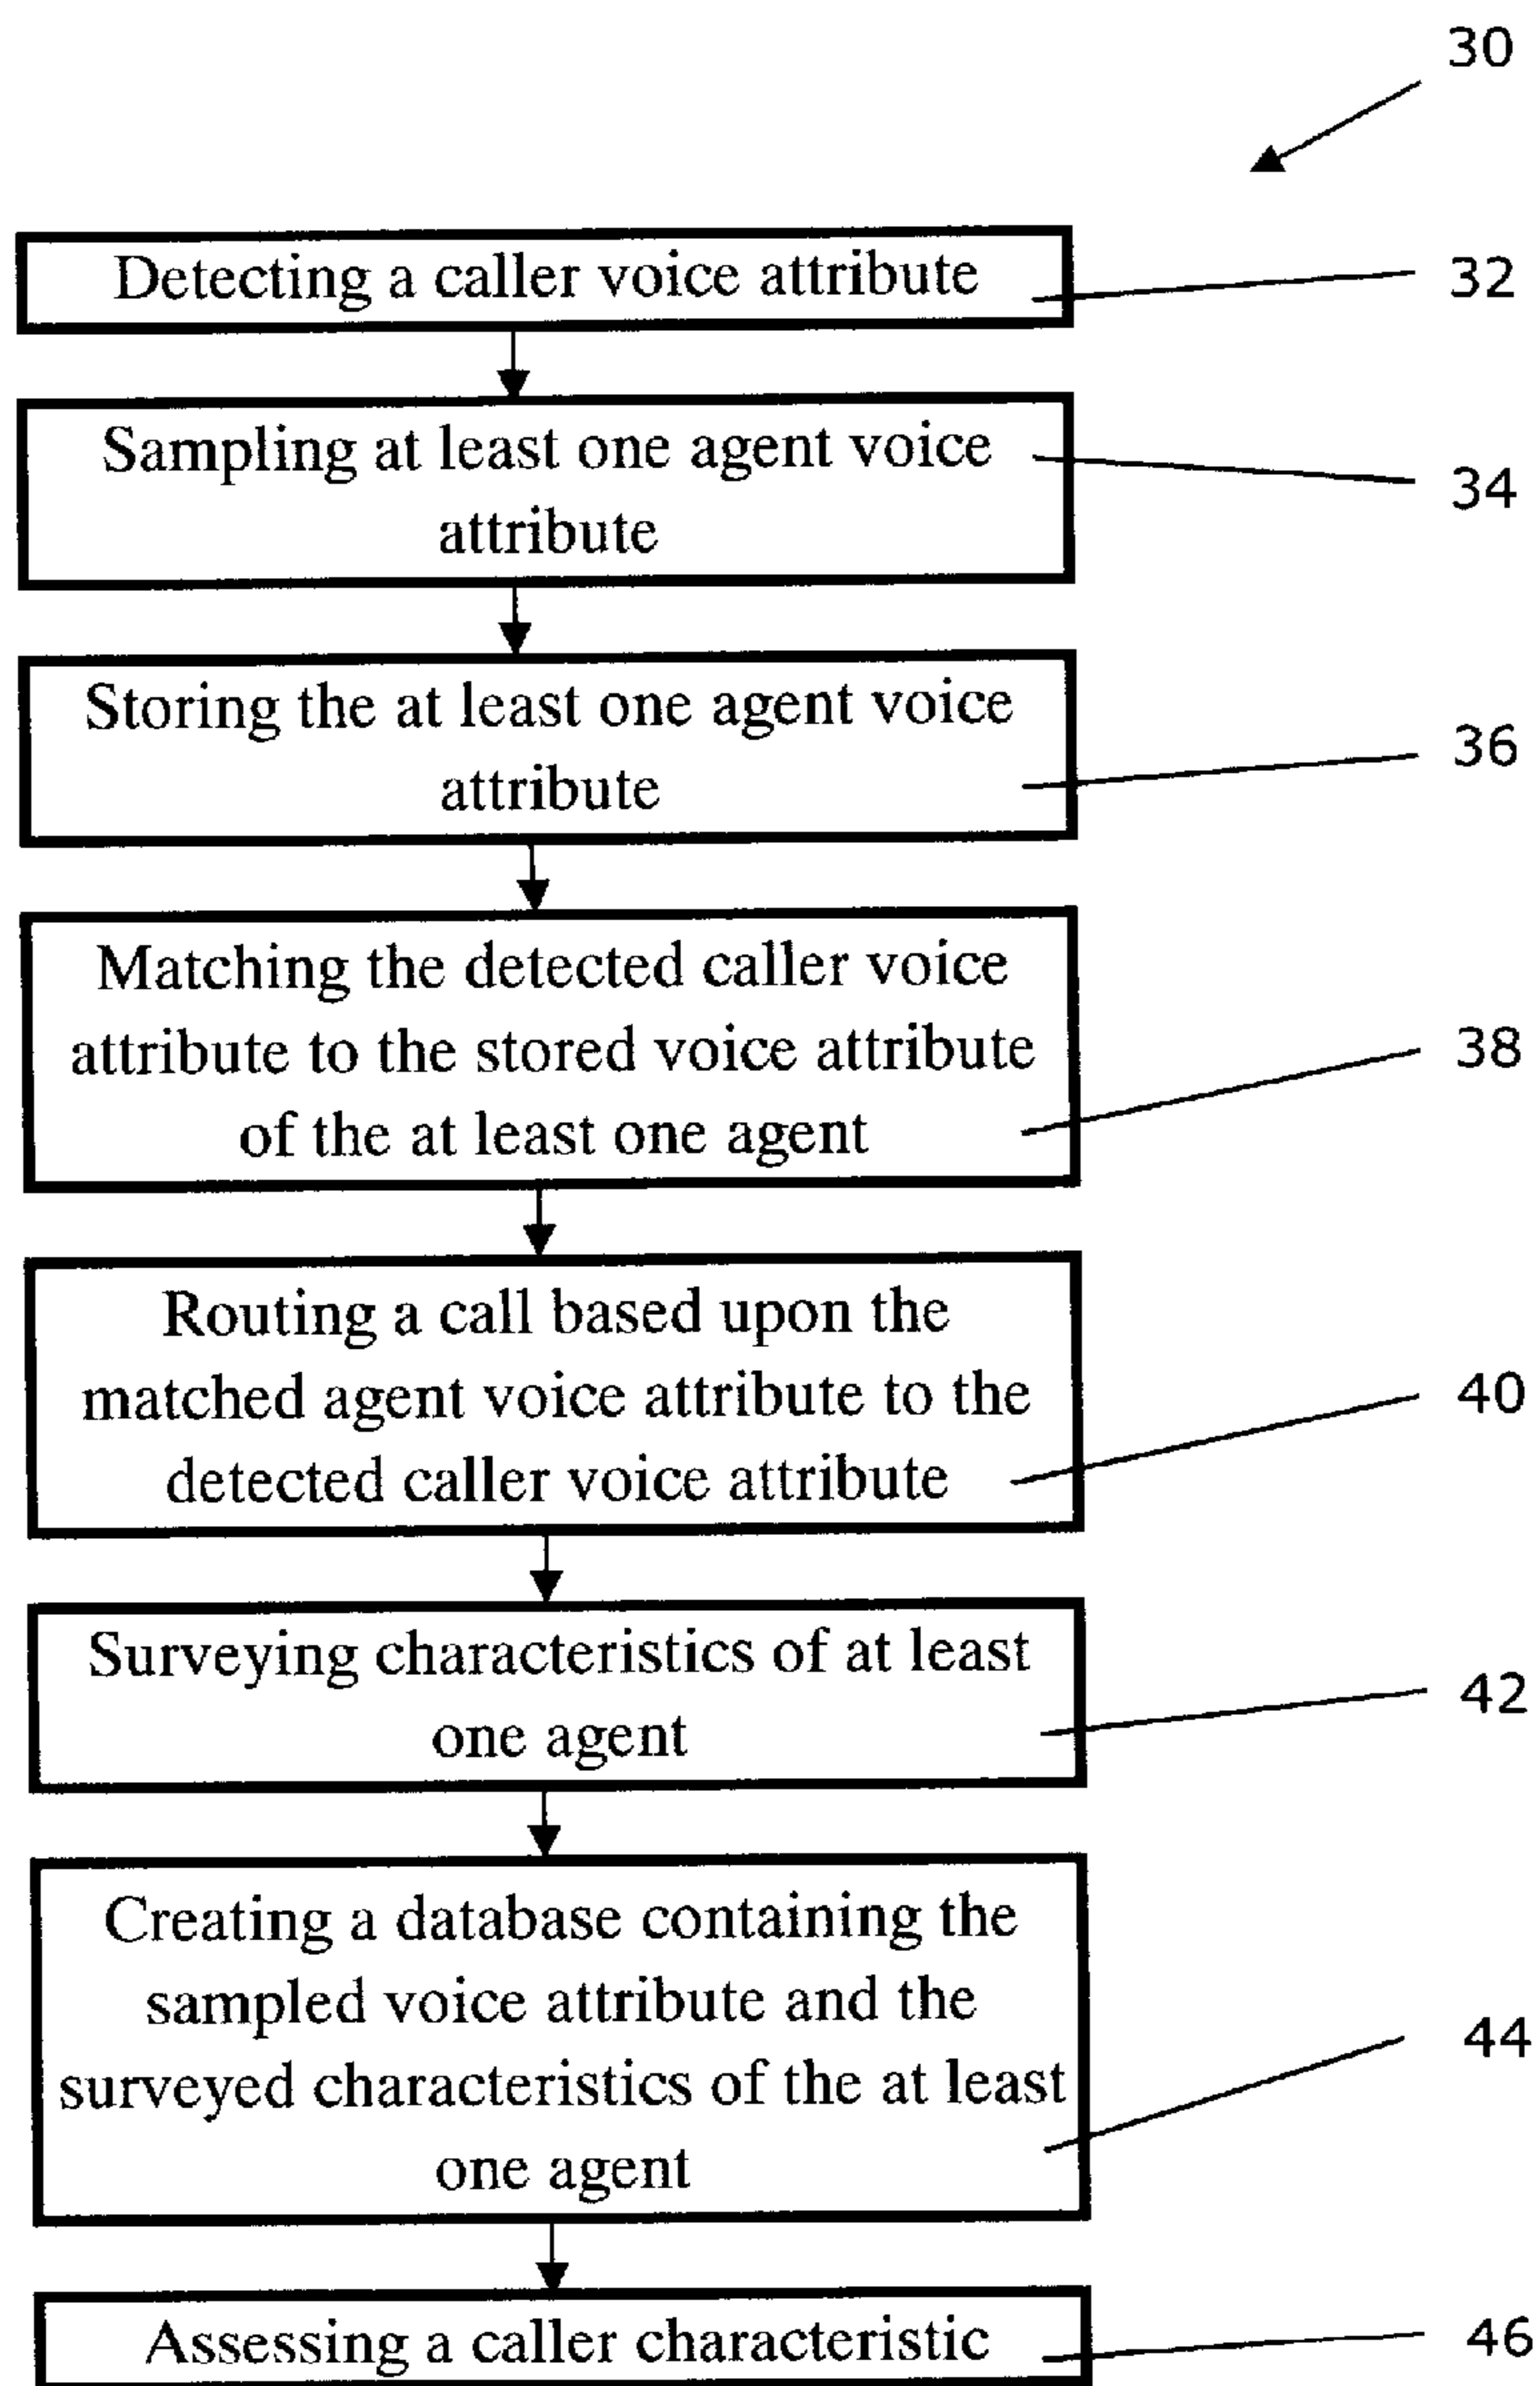 30
Detecting a caller voice attribute
32
Sampling at least one agent voice
attribute
34
Storing the at least one agent voice
attribute
36
Matching the detected caller voice
attribute to the stored voice attribute
of the at least one agent
38
Routing a call based upon the
matched agent voice attribute to the
detected caller voice attribute
40
Surveying characteristics of at least
one agent
42
Creating a database containing the
sampled voice attribute and the
surveyed characteristics of the at least
one agent
44
Assessing a caller characteristic
46